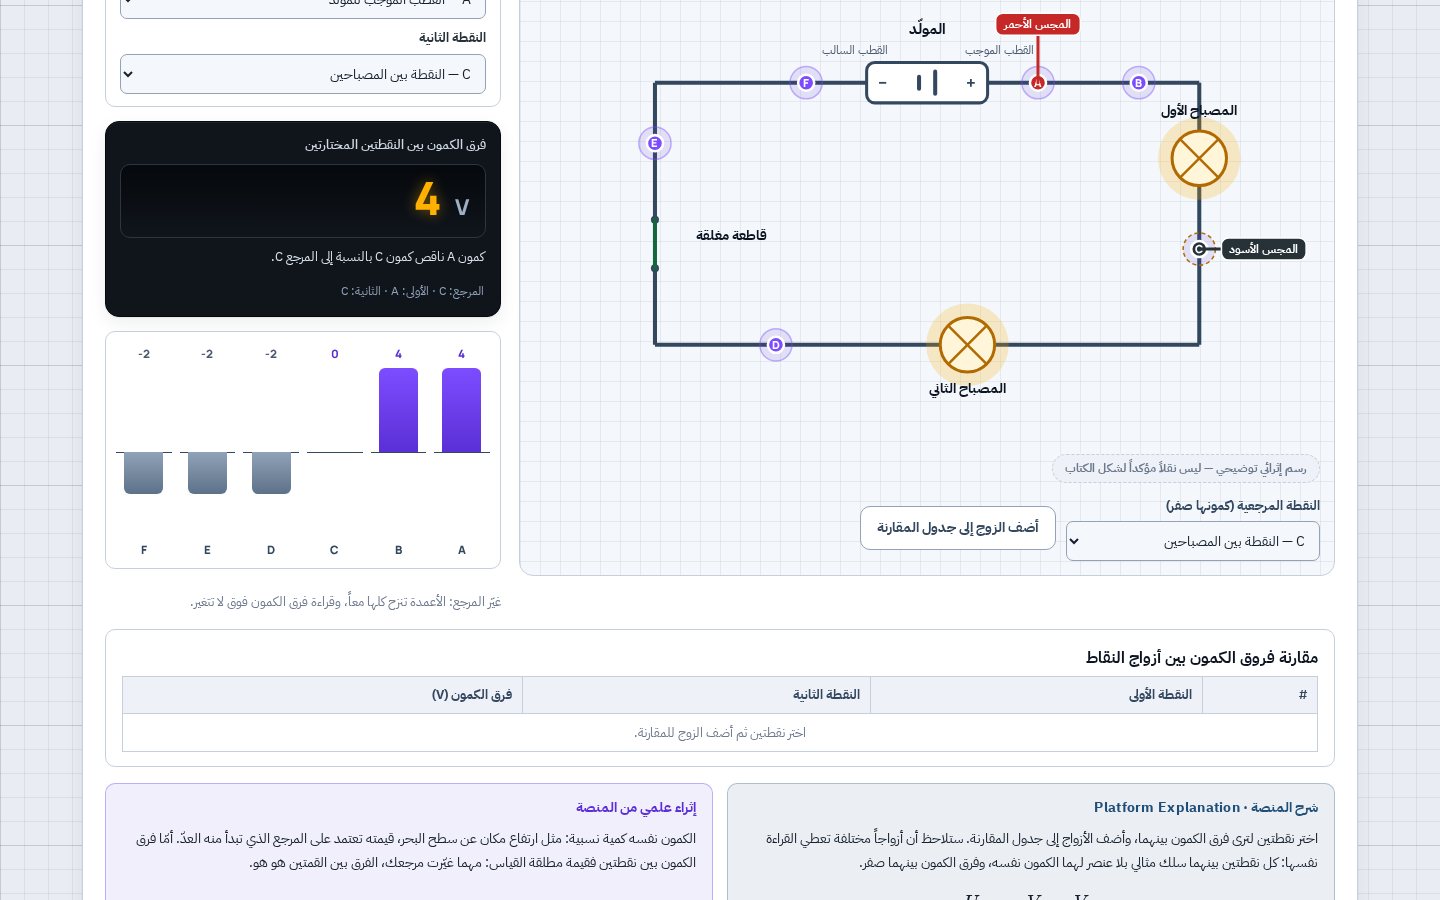 المجس الأحمر
المولّد
القطب الموجب
القطب السالب
F
−
+
A
B
المصباح الأول
E
قاطعة مغلقة
C
المجس الأسود
D
المصباح الثاني
رسم إثرائي توضيحي — ليس نقلاً مؤكداً لشكل الكتاب
النقطة المرجعية (كمونها صفر)
C — النقطة بين المصباحين
أضف الزوج إلى جدول المقارنة
النقطة الثانية
C — النقطة بين المصباحين
فرق الكمون بين النقطتين المختارتين
4 V
كمون A ناقص كمون C بالنسبة إلى المرجع C.
المرجع: C · الأولى: A · الثانية: C
4 4 0 -2 -2 -2
A B C D E F
غيّر المرجع: الأعمدة تنزح كلها معاً، وقراءة فرق الكمون فوق لا تتغير.
مقارنة فروق الكمون بين أزواج النقاط
# النقطة الأولى النقطة الثانية فرق الكمون (V)
اختر نقطتين ثم أضف الزوج للمقارنة.
شرح المنصة · Platform Explanation
اختر نقطتين لترى فرق الكمون بينهما، وأضف الأزواج إلى جدول المقارنة. ستلاحظ أن أزواجاً مختلفة تعطي القراءة
نفسها: كل نقطتين بينهما سلك مثالي بلا عنصر لهما الكمون نفسه، وفرق الكمون بينهما صفر.
إثراء علمي من المنصة
الكمون نفسه كمية نسبية: مثل ارتفاع مكان عن سطح البحر، قيمته تعتمد على المرجع الذي تبدأ منه العدّ. أمّا فرق
الكمون بين نقطتين فقيمة مطلقة القياس: مهما غيّرت مرجعك، الفرق بين القمتين هو هو.